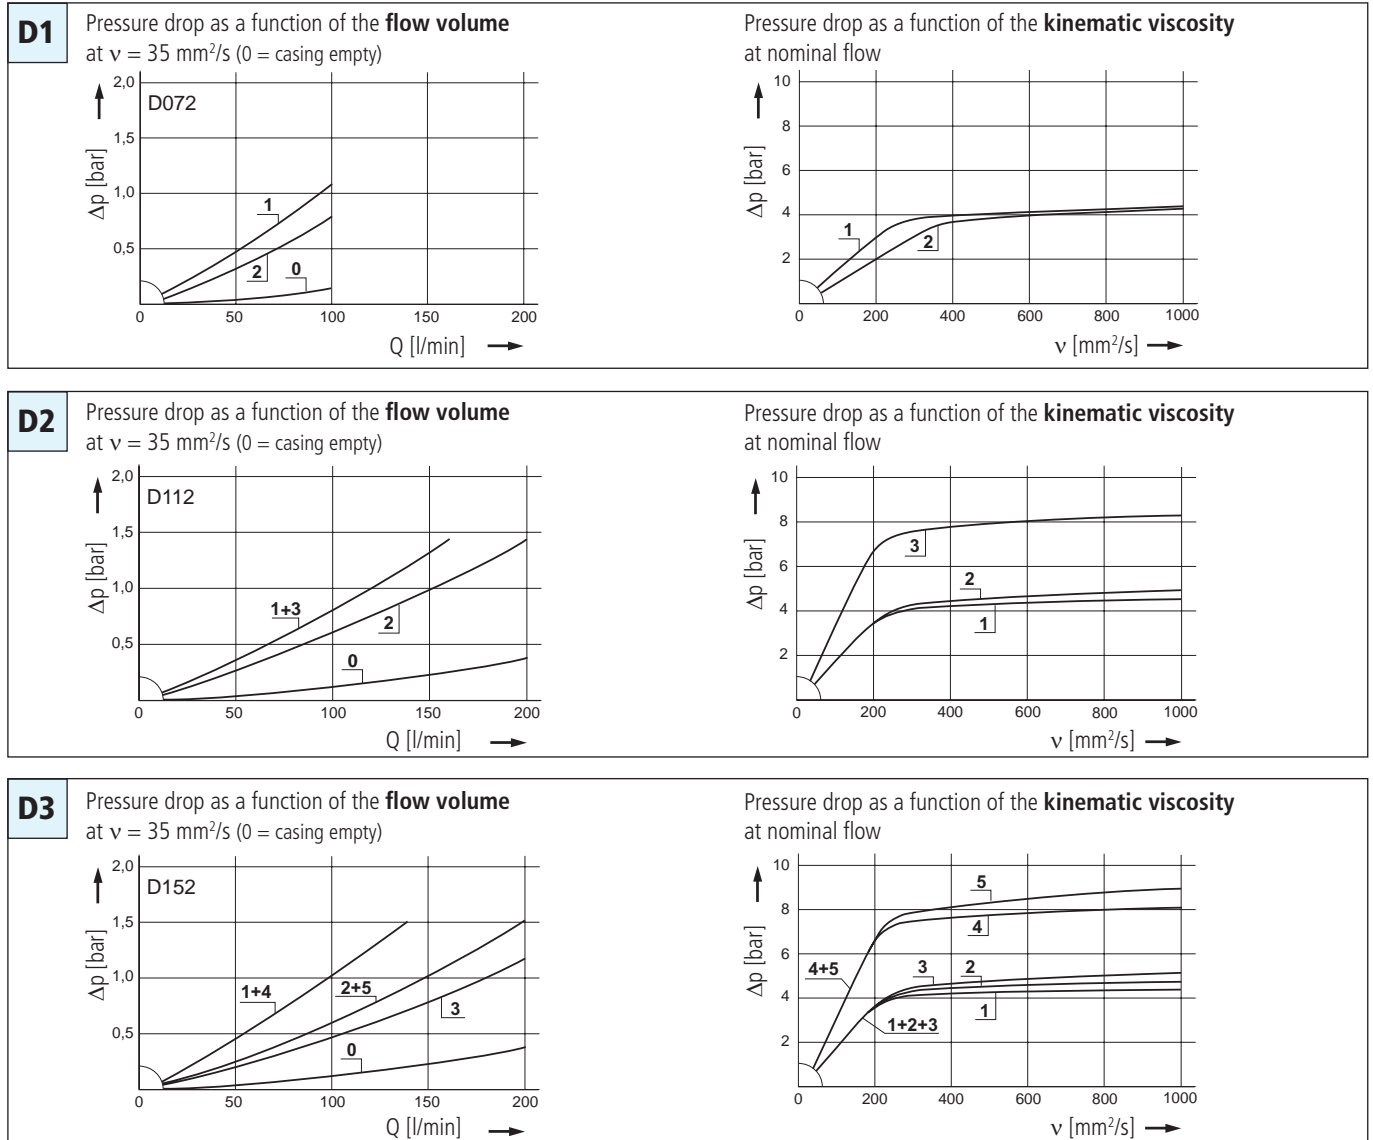 D1
Pressure drop as a function of the flow volume
at ν = 35 mm²/s (0 = casing empty)
2,0
1,5
1,0
0,5
Δp [bar]
D072
1
2
0
0 50 100 150 200
Q [l/min]
Pressure drop as a function of the kinematic viscosity
at nominal flow
10
8
6
4
2
Δp [bar]
1
2
0 200 400 600 800 1000
ν [mm²/s]
D2
Pressure drop as a function of the flow volume
at ν = 35 mm²/s (0 = casing empty)
2,0
1,5
1,0
0,5
Δp [bar]
D112
1+3
2
0
0 50 100 150 200
Q [l/min]
Pressure drop as a function of the kinematic viscosity
at nominal flow
10
8
6
4
2
Δp [bar]
3
2
1
0 200 400 600 800 1000
ν [mm²/s]
D3
Pressure drop as a function of the flow volume
at ν = 35 mm²/s (0 = casing empty)
2,0
1,5
1,0
0,5
Δp [bar]
D152
1+4
2+5
3
0
0 50 100 150 200
Q [l/min]
Pressure drop as a function of the kinematic viscosity
at nominal flow
10
8
6
4
2
Δp [bar]
5
4
4+5
3
2
1
1+2+3
0 200 400 600 800 1000
ν [mm²/s]